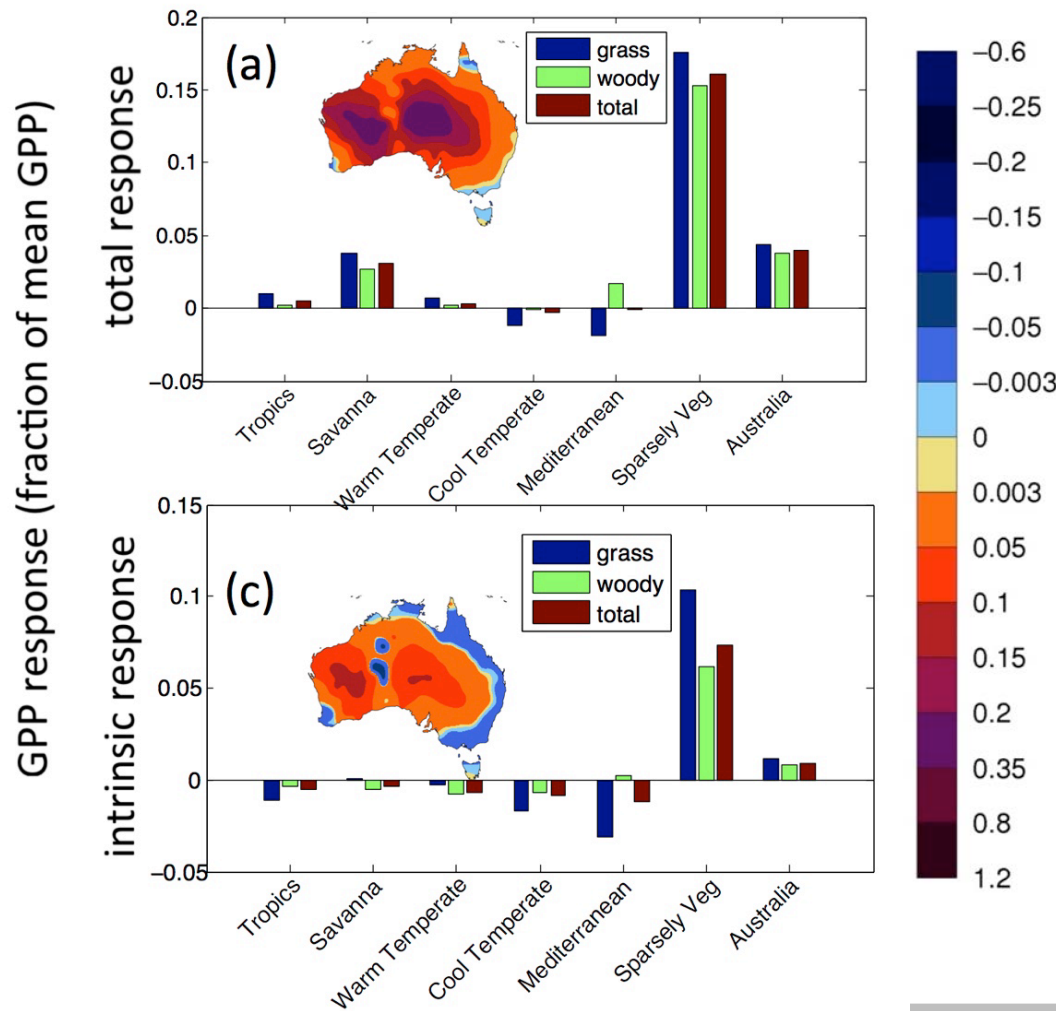 GPP response (fraction of mean GPP)
total response
(a)
grass
woody
total
0.2
0.15
0.1
0.05
0
−0.05
Tropics
Savanna
Warm Temperate
Cool Temperate
Mediterranean
Sparsely Veg
Australia
intrinsic response
(c)
grass
woody
total
0.15
0.1
0.05
0
−0.05
Tropics
Savanna
Warm Temperate
Cool Temperate
Mediterranean
Sparsely Veg
Australia
−0.6
−0.25
−0.2
−0.15
−0.1
−0.05
−0.003
0
0.003
0.05
0.1
0.15
0.2
0.35
0.8
1.2